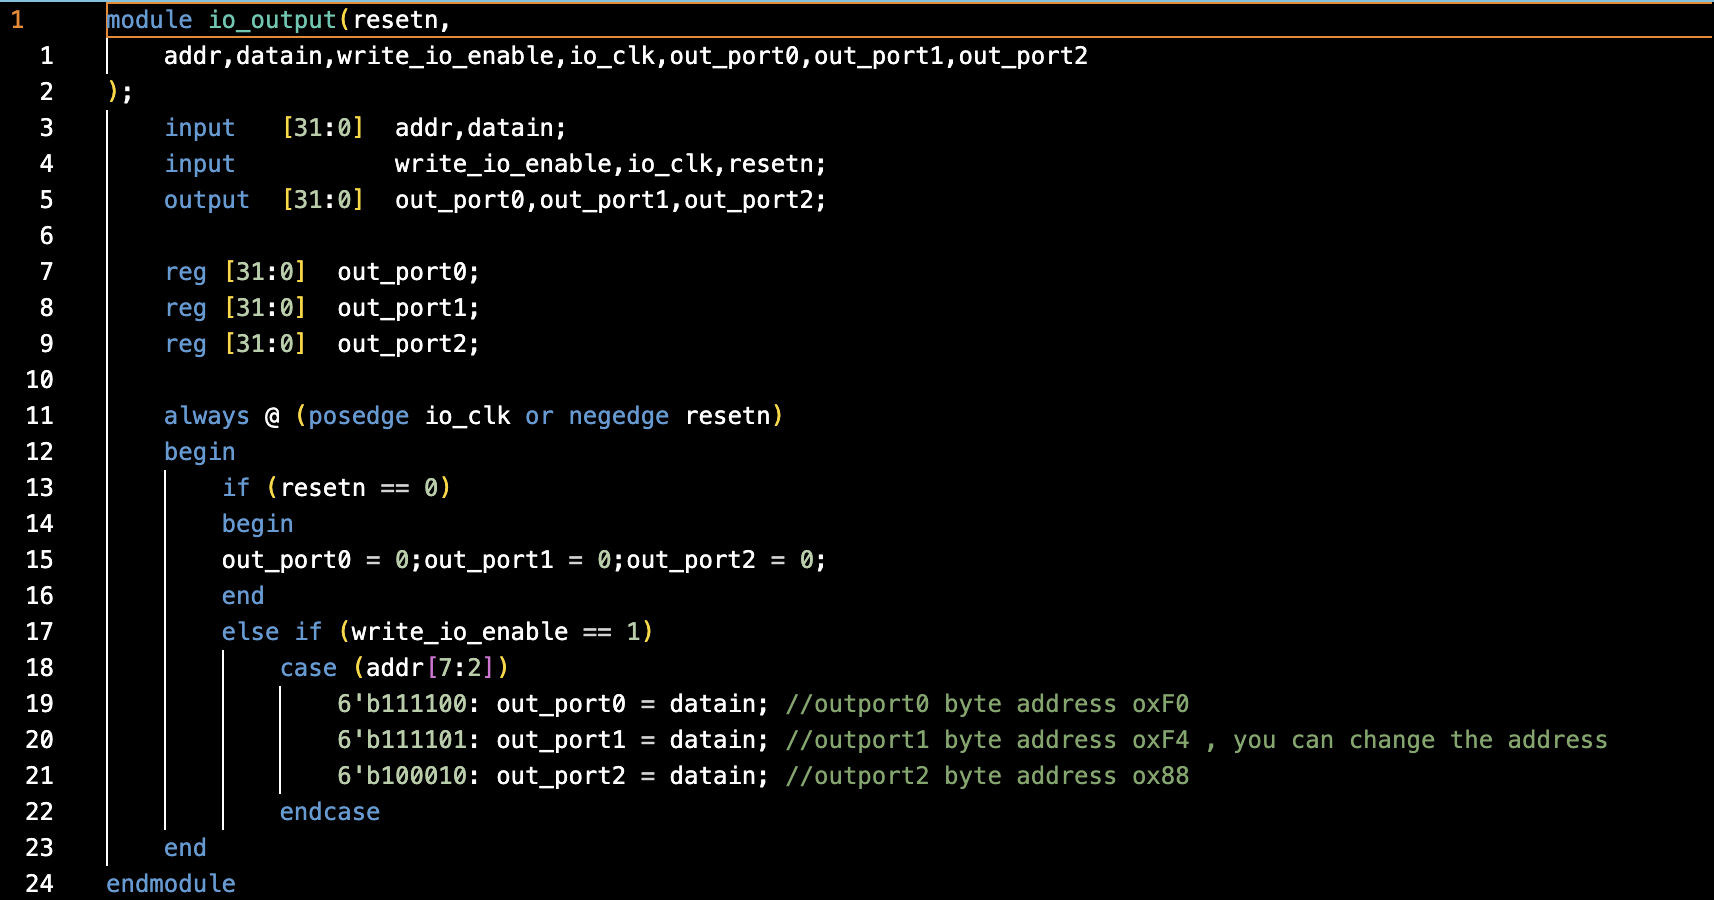 1 module io_output(resetn,
1 addr,datain,write_io_enable,io_clk,out_port0,out_port1,out_port2
2 );
3 input [31:0] addr,datain;
4 input write_io_enable,io_clk,resetn;
5 output [31:0] out_port0,out_port1,out_port2;
6
7 reg [31:0] out_port0;
8 reg [31:0] out_port1;
9 reg [31:0] out_port2;
10
11 always @ (posedge io_clk or negedge resetn)
12 begin
13 if (resetn == 0)
14 begin
15 out_port0 = 0;out_port1 = 0;out_port2 = 0;
16 end
17 else if (write_io_enable == 1)
18 case (addr[7:2])
19 6'b111100: out_port0 = datain; //outport0 byte address oxF0
20 6'b111101: out_port1 = datain; //outport1 byte address oxF4 , you can change the address
21 6'b100010: out_port2 = datain; //outport2 byte address ox88
22 endcase
23 end
24 endmodule